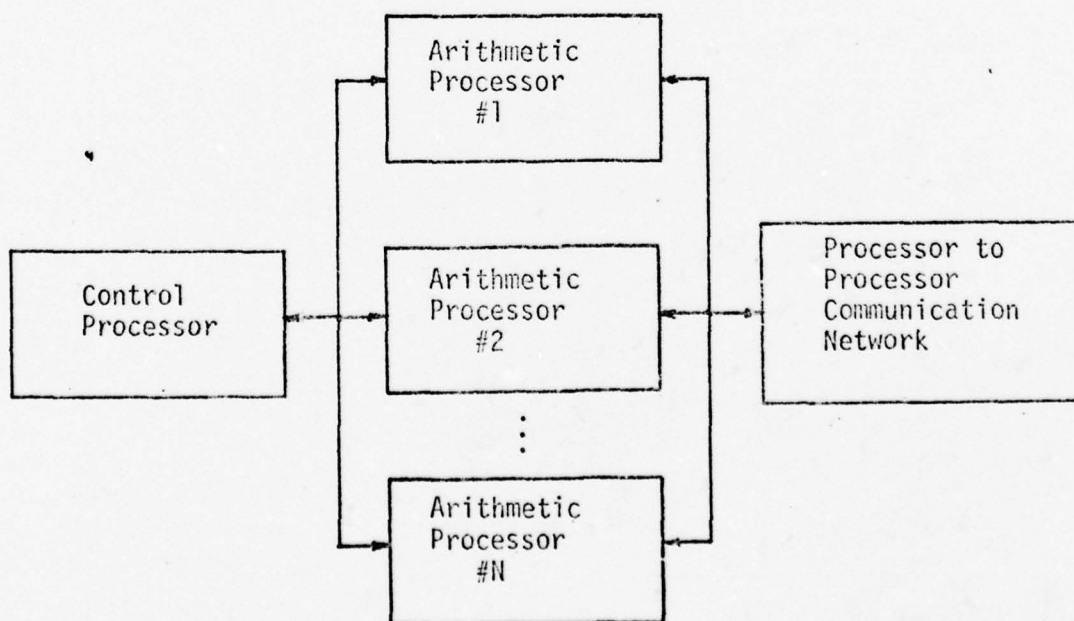 Arithmetic
Processor
#1
Control
Processor
Arithmetic
Processor
#2
Processor to
Processor
Communication
Network
Arithmetic
Processor
#N